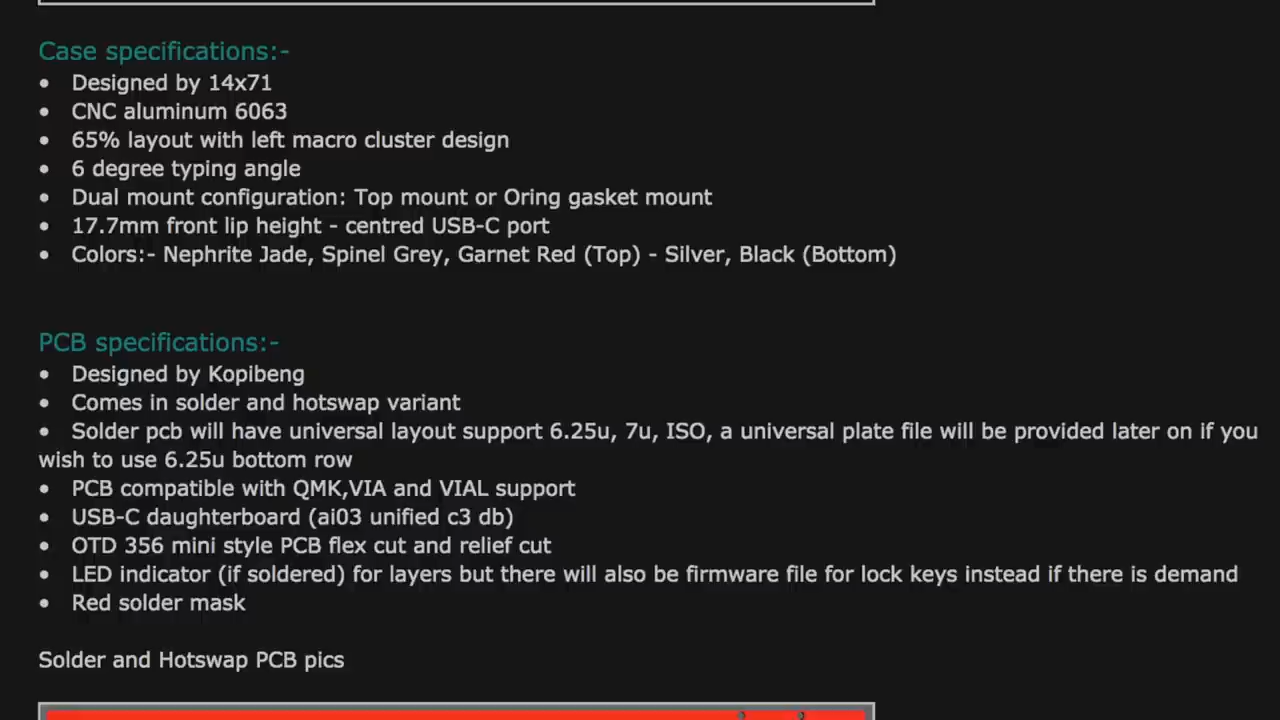 Case specifications:-
• Designed by 14x71
• CNC aluminum 6063
• 65% layout with left macro cluster design
• 6 degree typing angle
• Dual mount configuration: Top mount or Oring gasket mount
• 17.7mm front lip height - centred USB-C port
• Colors:- Nephrite Jade, Spinel Grey, Garnet Red (Top) - Silver, Black (Bottom)
PCB specifications:-
• Designed by Kopibeng
• Comes in solder and hotswap variant
• Solder pcb will have universal layout support 6.25u, 7u, ISO, a universal plate file will be provided later on if you
wish to use 6.25u bottom row
• PCB compatible with QMK,VIA and VIAL support
• USB-C daughterboard (ai03 unified c3 db)
• OTD 356 mini style PCB flex cut and relief cut
• LED indicator (if soldered) for layers but there will also be firmware file for lock keys instead if there is demand
• Red solder mask
Solder and Hotswap PCB pics